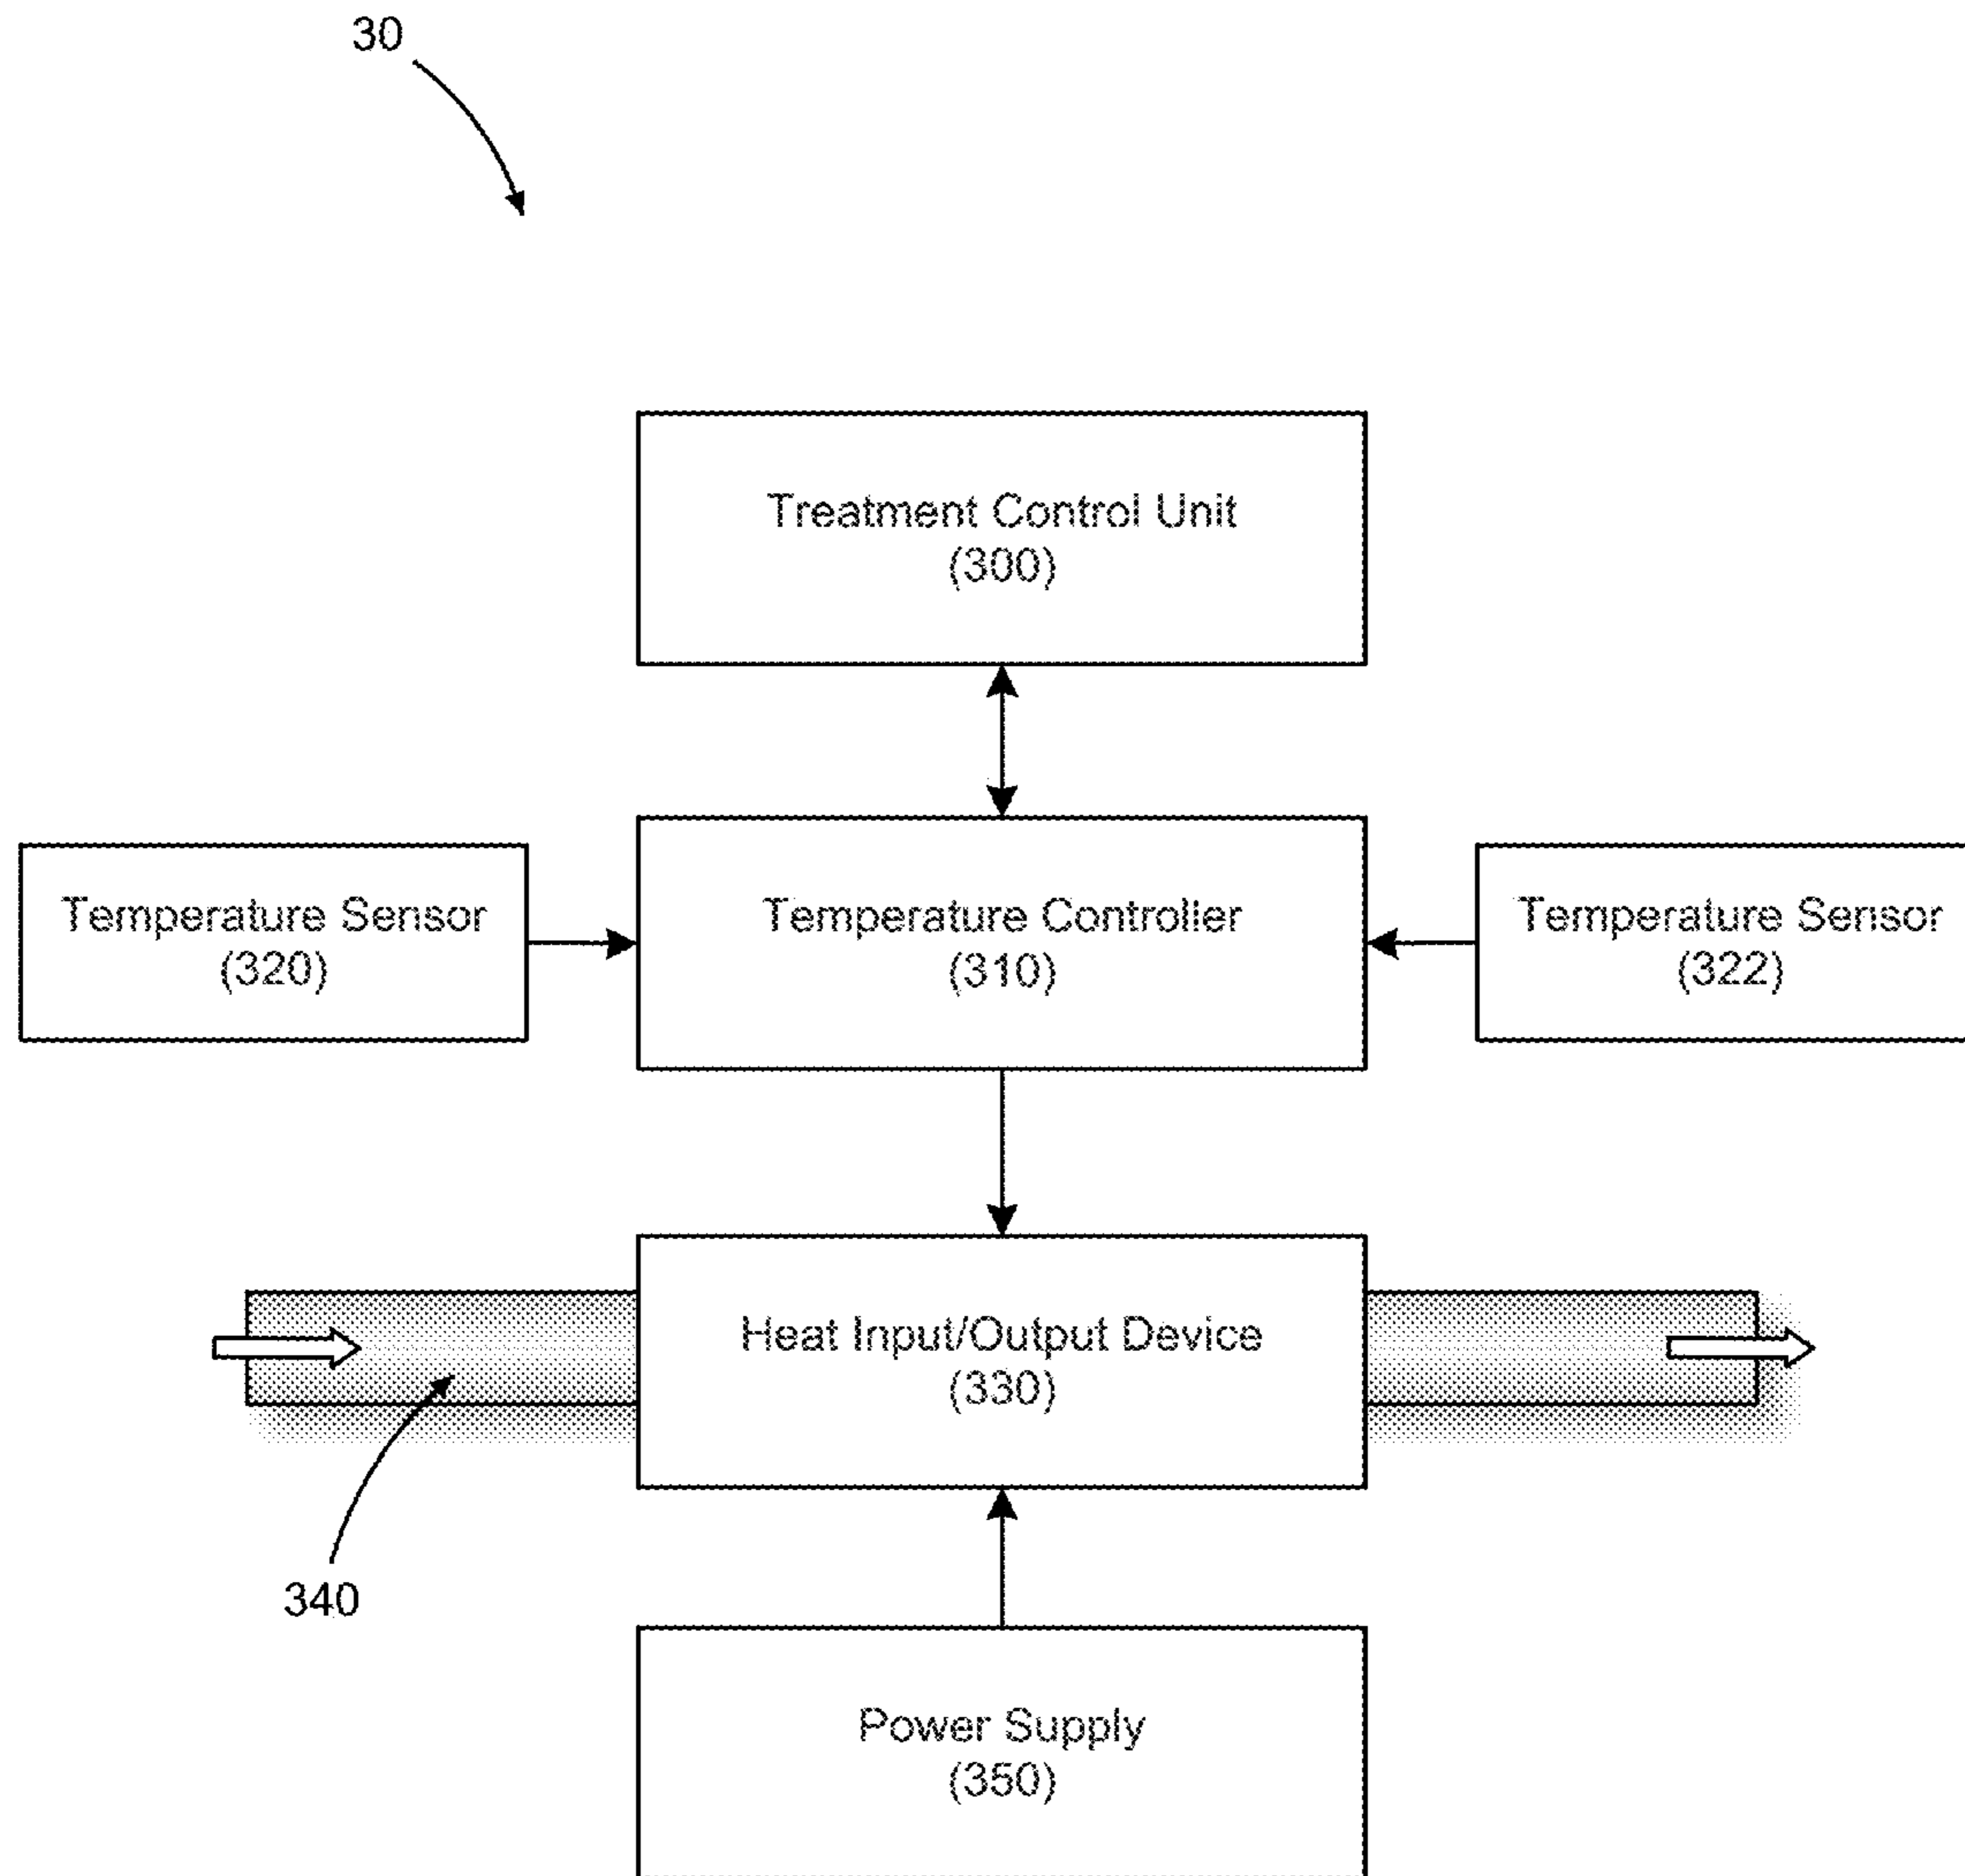 30
Treatment Control Unit
(300)
Temperature Sensor
(320)
Temperature Controller
(310)
Temperature Sensor
(322)
Heat Input/Output Device
(330)
340
Power Supply
(350)